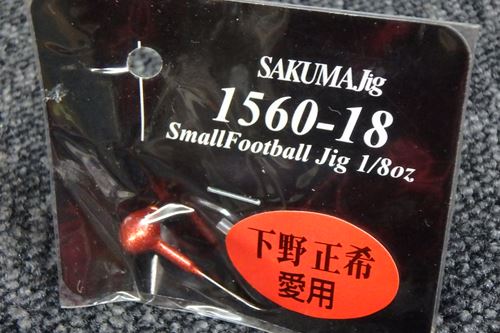 SAKUMAJig
1560-18
SmallFootball Jig 1/8oz
下野正希
愛用